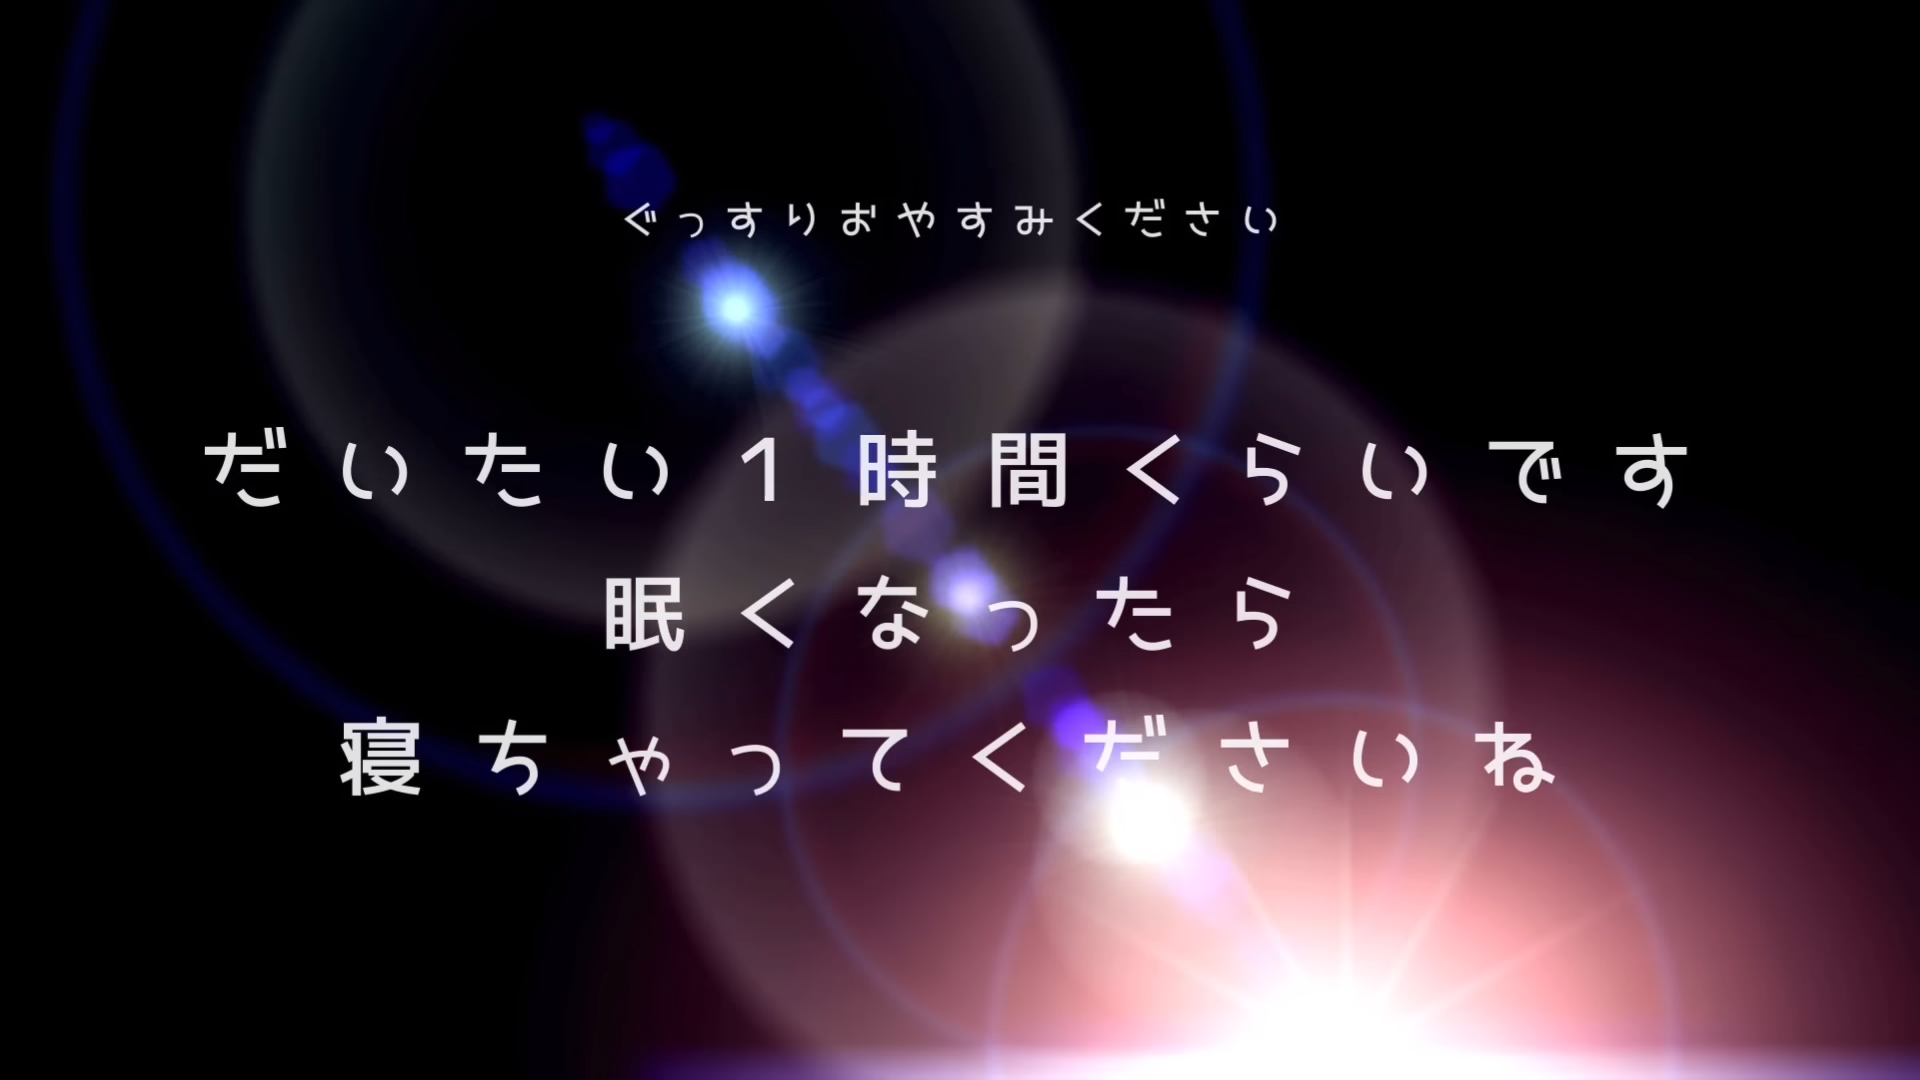 ぐっすりおやすみください
だいたい1時間くらいです
眠くなったら
寝ちゃってくださいね